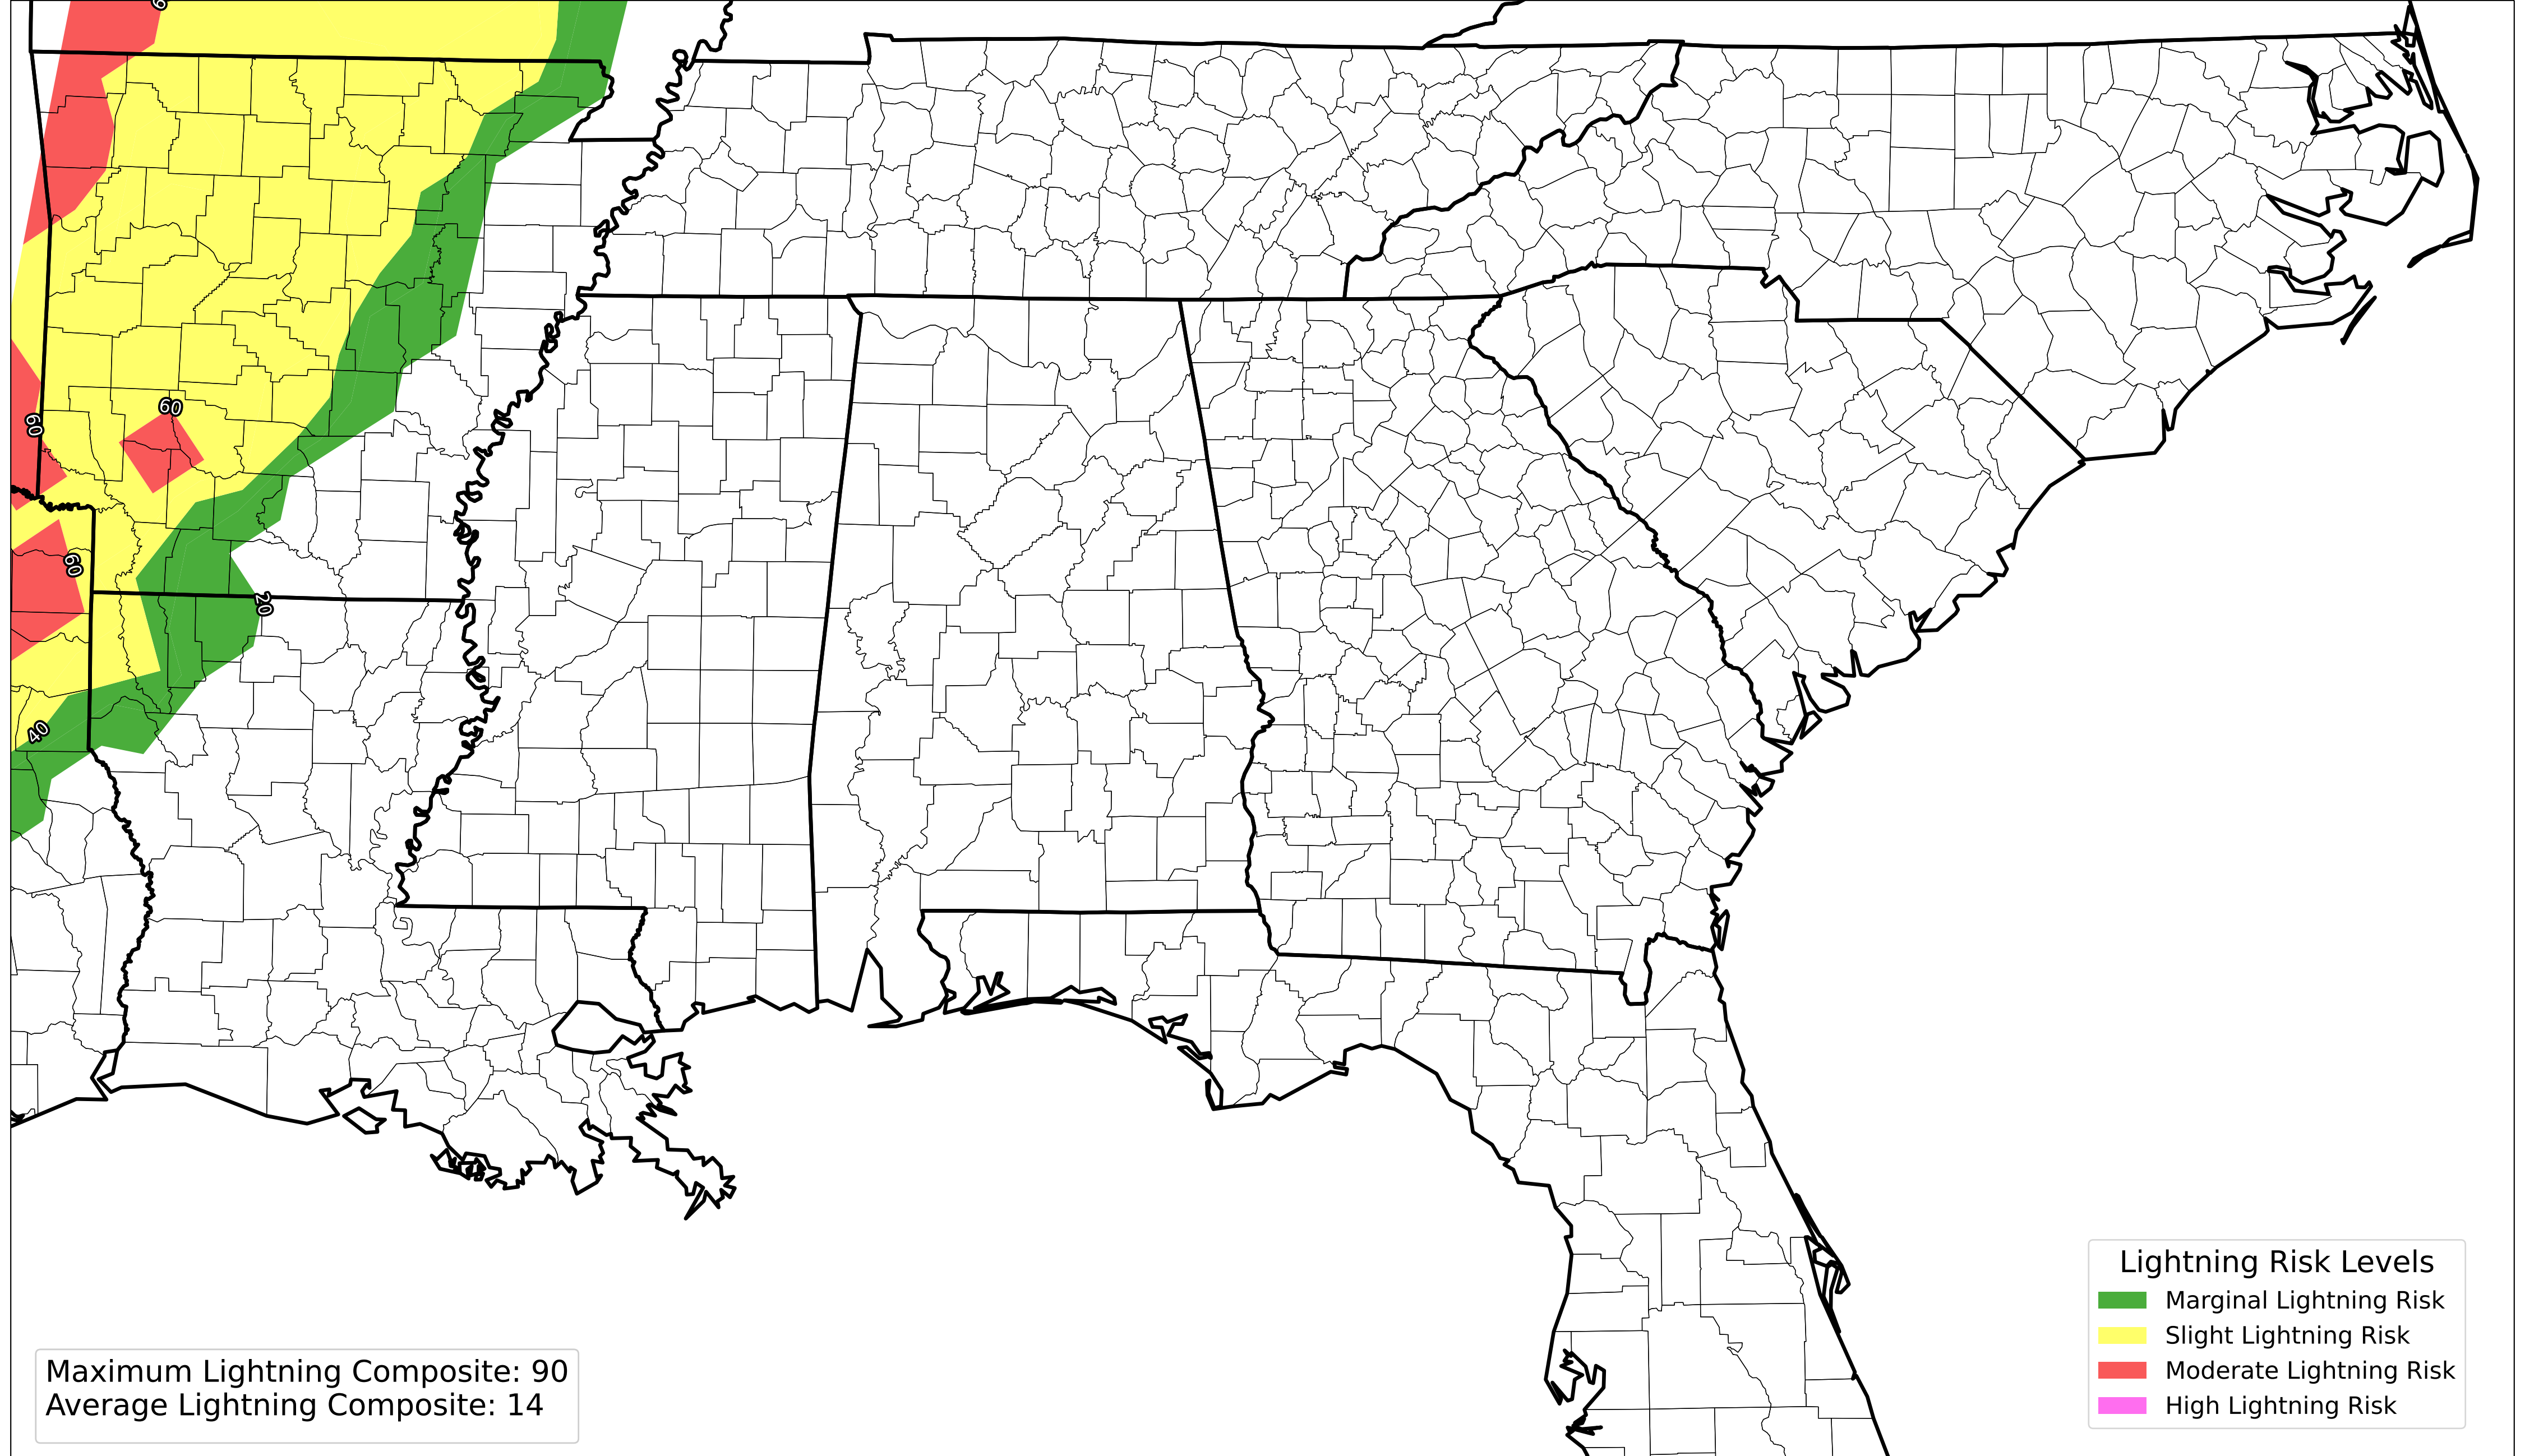 60
60
60
20
40
Lightning Risk Levels
Marginal Lightning Risk
Slight Lightning Risk
Moderate Lightning Risk
High Lightning Risk
Maximum Lightning Composite: 90
Average Lightning Composite: 14